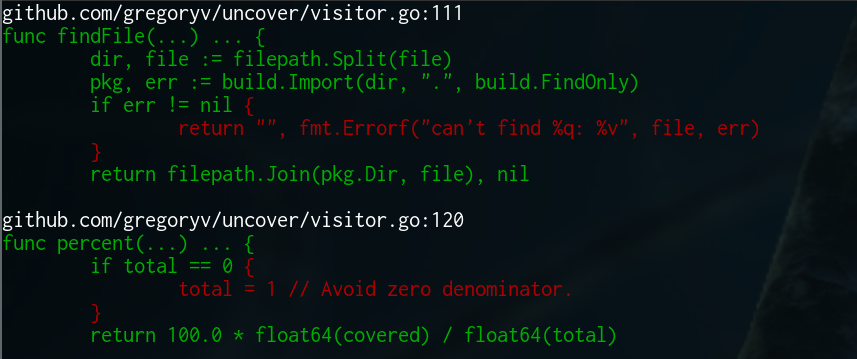 github.com/gregoryv/uncover/visitor.go:111
func findFile(...) ... {
        dir, file := filepath.Split(file)
        pkg, err := build.Import(dir, ".", build.FindOnly)
        if err != nil {
                return "", fmt.Errorf("can't find %q: %v", file, err)
        }
        return filepath.Join(pkg.Dir, file), nil

github.com/gregoryv/uncover/visitor.go:120
func percent(...) ... {
        if total == 0 {
                total = 1 // Avoid zero denominator.
        }
        return 100.0 * float64(covered) / float64(total)